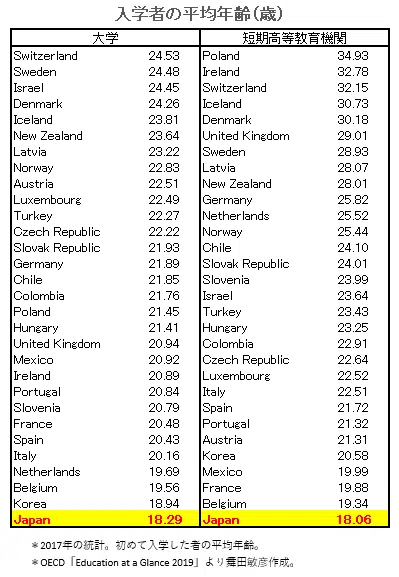 入学者の平均年齢(歳)
大学 短期高等教育機関
Switzerland 24.53 Poland 34.93
Sweden 24.48 Ireland 32.78
Israel 24.45 Switzerland 32.15
Denmark 24.26 Iceland 30.73
Iceland 23.81 Denmark 30.18
New Zealand 23.64 United Kingdom 29.01
Latvia 23.22 Sweden 28.93
Norway 22.83 Latvia 28.07
Austria 22.51 New Zealand 28.01
Luxembourg 22.49 Germany 25.82
Turkey 22.27 Netherlands 25.52
Czech Republic 22.22 Norway 25.44
Slovak Republic 21.93 Chile 24.10
Germany 21.89 Slovak Republic 24.01
Chile 21.85 Slovenia 23.99
Colombia 21.76 Israel 23.64
Poland 21.45 Turkey 23.43
Hungary 21.41 Hungary 23.25
United Kingdom 20.94 Colombia 22.91
Mexico 20.92 Czech Republic 22.64
Ireland 20.89 Luxembourg 22.52
Portugal 20.84 Italy 22.51
Slovenia 20.79 Spain 21.72
France 20.48 Portugal 21.32
Spain 20.43 Austria 21.31
Italy 20.16 Korea 20.58
Netherlands 19.69 Mexico 19.99
Belgium 19.56 France 19.88
Korea 18.94 Belgium 19.34
Japan 18.29 Japan 18.06
＊2017年の統計。初めて入学した者の平均年齢。
＊OECD「Education at a Glance 2019」より舞田敏彦作成。